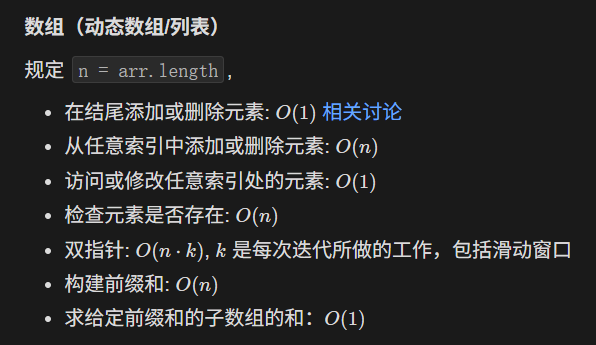 数组（动态数组/列表）
规定 n = arr.length,
• 在结尾添加或删除元素: O(1) 相关讨论
• 从任意索引中添加或删除元素: O(n)
• 访问或修改任意索引处的元素: O(1)
• 检查元素是否存在: O(n)
• 双指针: O(n · k), k 是每次迭代所做的工作，包括滑动窗口
• 构建前缀和: O(n)
• 求给定前缀和的子数组的和：O(1)